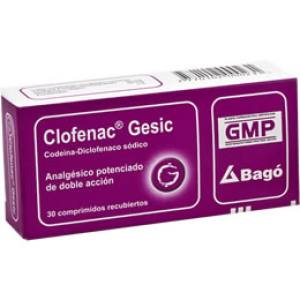 Clofenac® Gesic
Codeína-Diclofenaco sódico
Analgésico potenciado
de doble acción
30 comprimidos recubiertos
GMP
Bagó